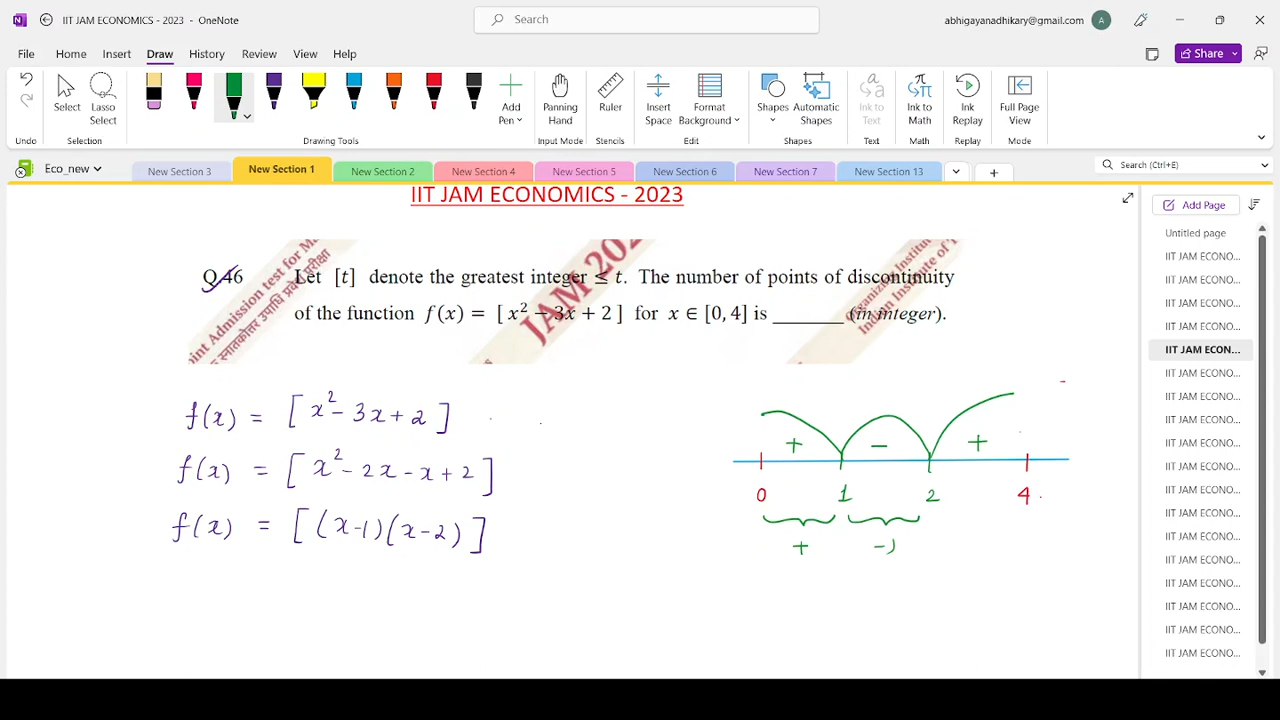 IIT JAM ECONOMICS - 2023 - OneNote
Search
abhigayanadhikary@gmail.com
A
File Home Insert Draw History Review View Help
Share
Undo
Select
Lasso Select
Add Pen
Panning Hand
Ruler
Insert Space
Format Background
Shapes
Automatic Shapes
Ink to Text
Ink to Math
Ink Replay
Full Page View
Undo Selection Drawing Tools Input Mode Stencils Edit Shapes Text Math Replay Mode
Eco_new
New Section 3 New Section 1 New Section 2 New Section 4 New Section 5 New Section 6 New Section 7 New Section 13
Search (Ctrl+E)
IIT JAM ECONOMICS - 2023
Q.46 Let [t] denote the greatest integer ≤ t. The number of points of discontinuity
of the function f(x) = [ x² − 3x + 2 ] for x ∈ [0, 4] is ________ (in integer).
JAM 202
f(x) = [x² - 3x + 2]
f(x) = [x² - 2x - x + 2]
f(x) = [(x-1)(x-2)]
+ - +
0 1 2 4
+ -)
Add Page
Untitled page
IIT JAM ECONO...
IIT JAM ECONO...
IIT JAM ECONO...
IIT JAM ECONO...
IIT JAM ECON...
IIT JAM ECONO...
IIT JAM ECONO...
IIT JAM ECONO...
IIT JAM ECONO...
IIT JAM ECONO...
IIT JAM ECONO...
IIT JAM ECONO...
IIT JAM ECONO...
IIT JAM ECONO...
IIT JAM ECONO...
IIT JAM ECONO...
IIT JAM ECONO...
IIT JAM ECONO...